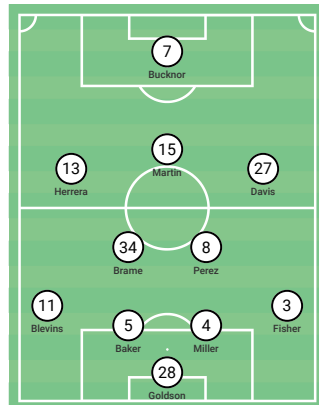 7
Bucknor
15
Martin
13
Herrera
27
Davis
34
Brame
8
Perez
11
Blevins
3
Fisher
5
Baker
4
Miller
28
Goldson